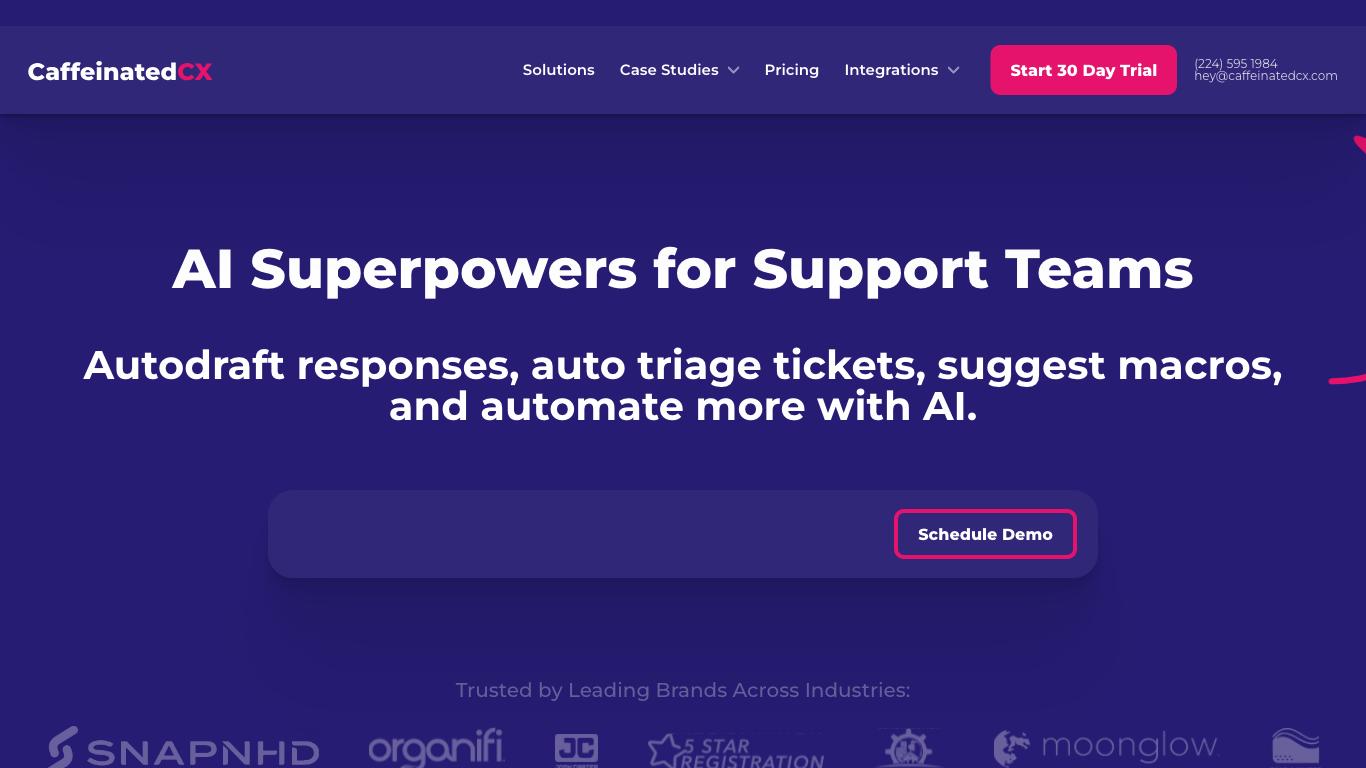 CaffeinatedCX
Solutions
Case Studies
Pricing
Integrations
Start 30 Day Trial
(224) 595 1984
hey@caffeinatedcx.com
AI Superpowers for Support Teams
Autodraft responses, auto triage tickets, suggest macros,
and automate more with AI.
Schedule Demo
Trusted by Leading Brands Across Industries:
SNAPNHD
organifi
JC
5 STAR
REGISTRATION
moonglow